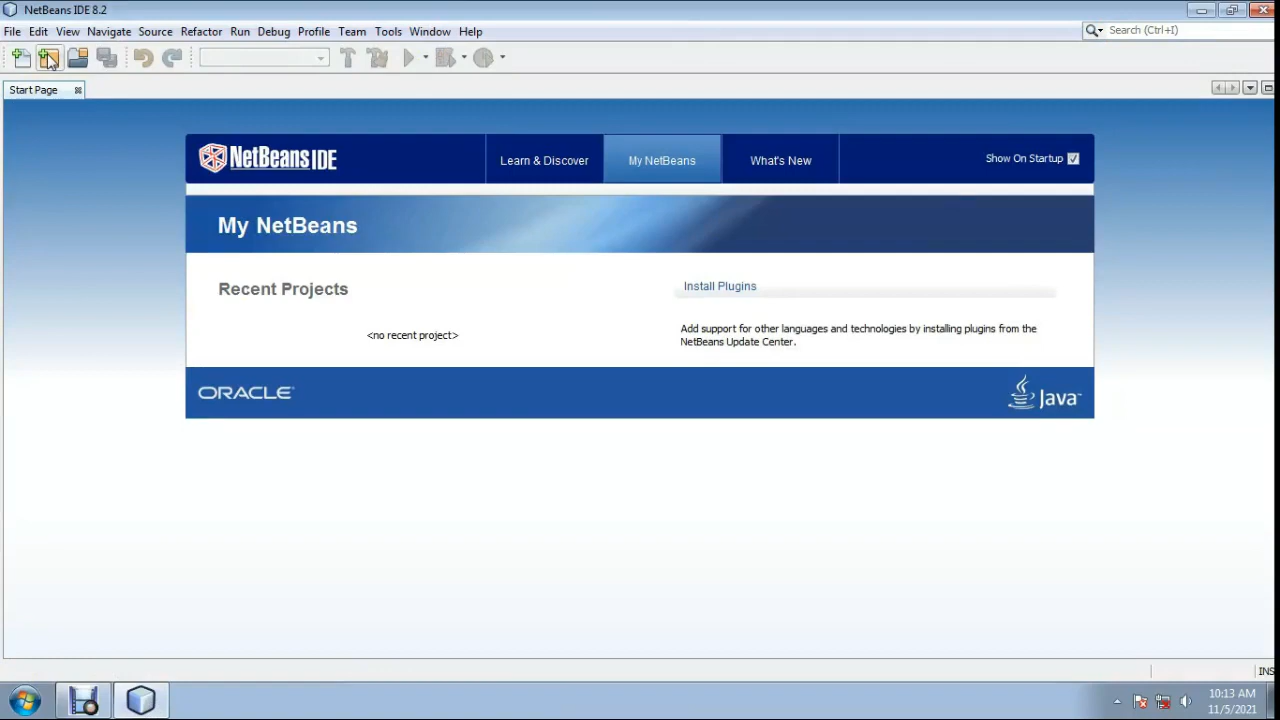 NetBeans IDE 8.2
File Edit View Navigate Source Refactor Run Debug Profile Team Tools Window Help
Search (Ctrl+I)
Start Page
NetBeans IDE
Learn & Discover
My NetBeans
What's New
Show On Startup
My NetBeans
Recent Projects
<no recent project>
Install Plugins
Add support for other languages and technologies by installing plugins from the
NetBeans Update Center.
ORACLE
Java
INS
10:13 AM
11/5/2021